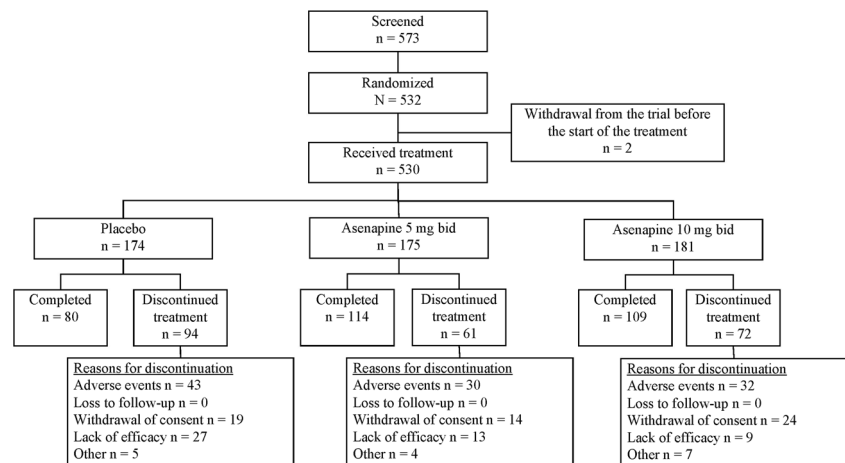 Screened
n = 573
Randomized
N = 532
Withdrawal from the trial before
the start of the treatment
n = 2
Received treatment
n = 530
Placebo
n = 174
Asenapine 5 mg bid
n = 175
Asenapine 10 mg bid
n = 181
Completed
n = 80
Discontinued
treatment
n = 94
Completed
n = 114
Discontinued
treatment
n = 61
Completed
n = 109
Discontinued
treatment
n = 72
Reasons for discontinuation
Adverse events n = 43
Loss to follow-up n = 0
Withdrawal of consent n = 19
Lack of efficacy n = 27
Other n = 5
Reasons for discontinuation
Adverse events n = 30
Loss to follow-up n = 0
Withdrawal of consent n = 14
Lack of efficacy n = 13
Other n = 4
Reasons for discontinuation
Adverse events n = 32
Loss to follow-up n = 0
Withdrawal of consent n = 24
Lack of efficacy n = 9
Other n = 7